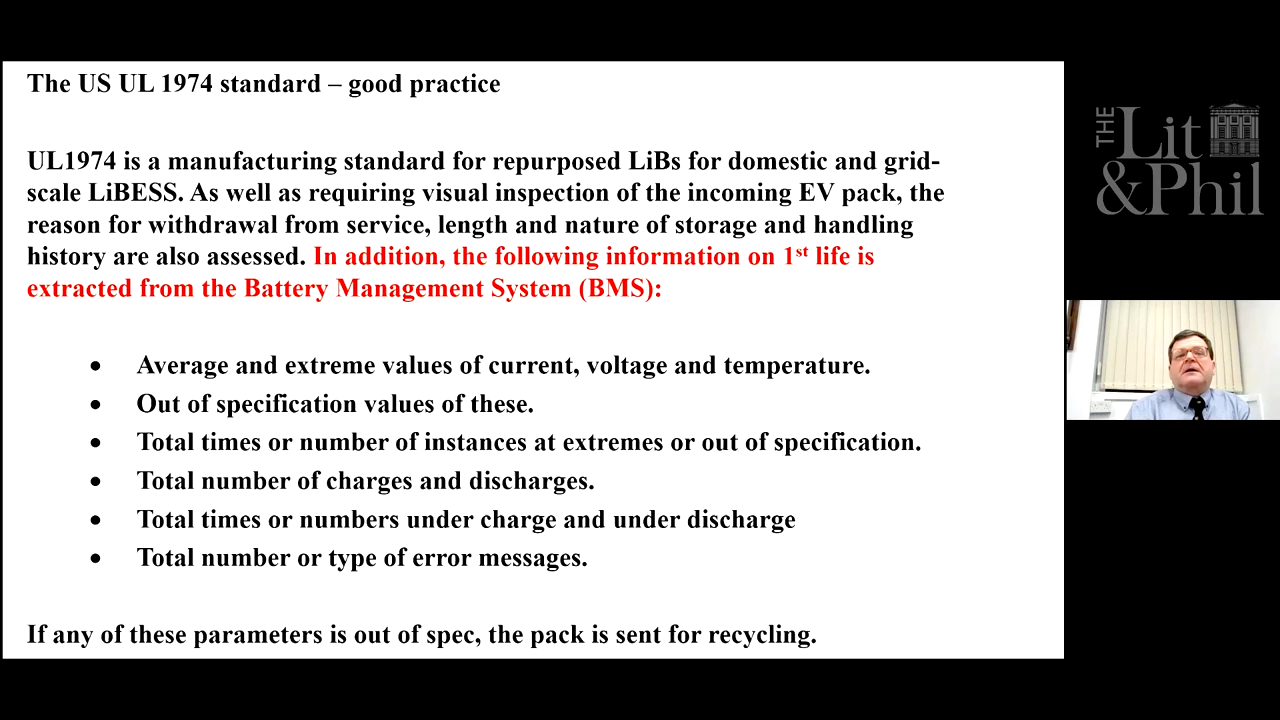 The US UL 1974 standard – good practice
UL1974 is a manufacturing standard for repurposed LiBs for domestic and grid-
scale LiBESS. As well as requiring visual inspection of the incoming EV pack, the
reason for withdrawal from service, length and nature of storage and handling
history are also assessed. In addition, the following information on 1st life is
extracted from the Battery Management System (BMS):
• Average and extreme values of current, voltage and temperature.
• Out of specification values of these.
• Total times or number of instances at extremes or out of specification.
• Total number of charges and discharges.
• Total times or numbers under charge and under discharge
• Total number or type of error messages.
If any of these parameters is out of spec, the pack is sent for recycling.
THE Lit
&Phil